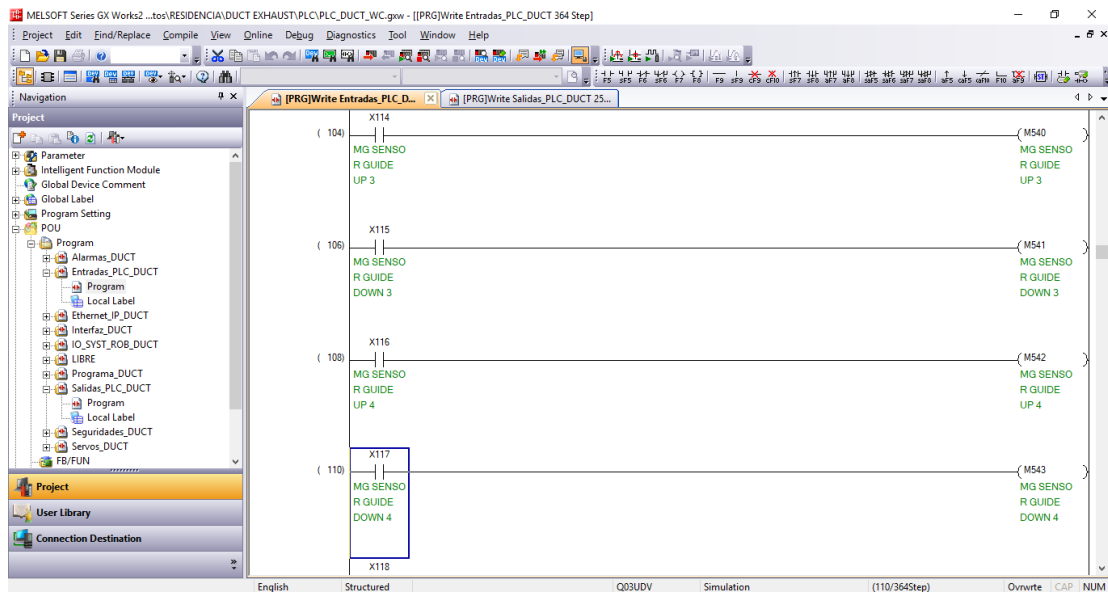 MELSOFT Series GX Works2 ...tos\RESIDENCIA\DUCT EXHAUST\PLC\PLC_DUCT_WC.gxw - [[PRG]Write Entradas_PLC_DUCT 364 Step]
Project Edit Find/Replace Compile View Online Debug Diagnostics Tool Window Help
Navigation
[PRG]Write Entradas_PLC_D... [PRG]Write Salidas_PLC_DUCT 25...
Project
Parameter
Intelligent Function Module
Global Device Comment
Global Label
Program Setting
POU
Program
Alarmas_DUCT
Entradas_PLC_DUCT
Program
Local Label
Ethernet_IP_DUCT
Interfaz_DUCT
IO_SYST_ROB_DUCT
LIBRE
Programa_DUCT
Salidas_PLC_DUCT
Program
Local Label
Seguridades_DUCT
Servos_DUCT
FB/FUN
Project
User Library
Connection Destination
X114
( 104) (M540 )
MG SENSO MG SENSO
R GUIDE R GUIDE
UP 3 UP 3
X115
( 106) (M541 )
MG SENSO MG SENSO
R GUIDE R GUIDE
DOWN 3 DOWN 3
X116
( 108) (M542 )
MG SENSO MG SENSO
R GUIDE R GUIDE
UP 4 UP 4
X117
( 110) (M543 )
MG SENSO MG SENSO
R GUIDE R GUIDE
DOWN 4 DOWN 4
X118
English Structured Q03UDV Simulation (110/364Step) Ovrwrte CAP NUM